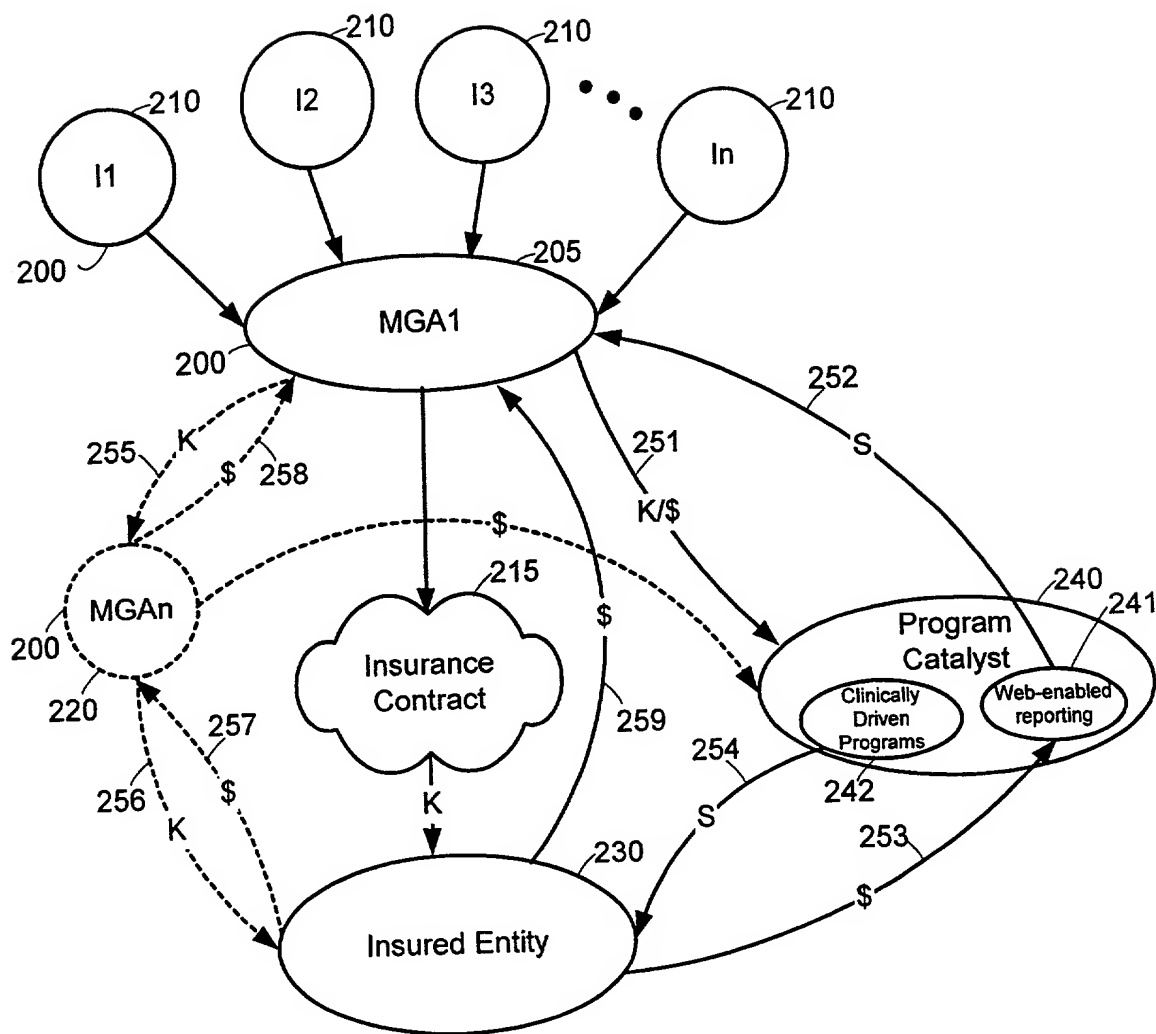 210
210
210
I1
I2
I3
In
210
200
205
MGA1
200
252
251
S
K
255
$
258
K/$
$
215
240
241
MGAn
200
220
Insurance
Contract
$
259
Program
Catalyst
Clinically
Driven
Programs
Web-enabled
reporting
242
257
256
$
K
K
254
S
253
$
230
Insured Entity